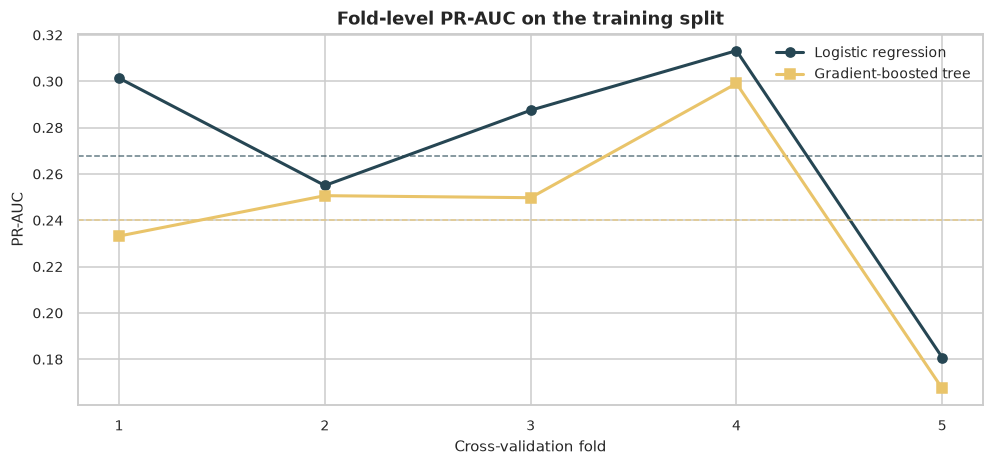 Fold-level PR-AUC on the training split
PR-AUC
0.32
0.30
0.28
0.26
0.24
0.22
0.20
0.18
Logistic regression
Gradient-boosted tree
1 2 3 4 5
Cross-validation fold